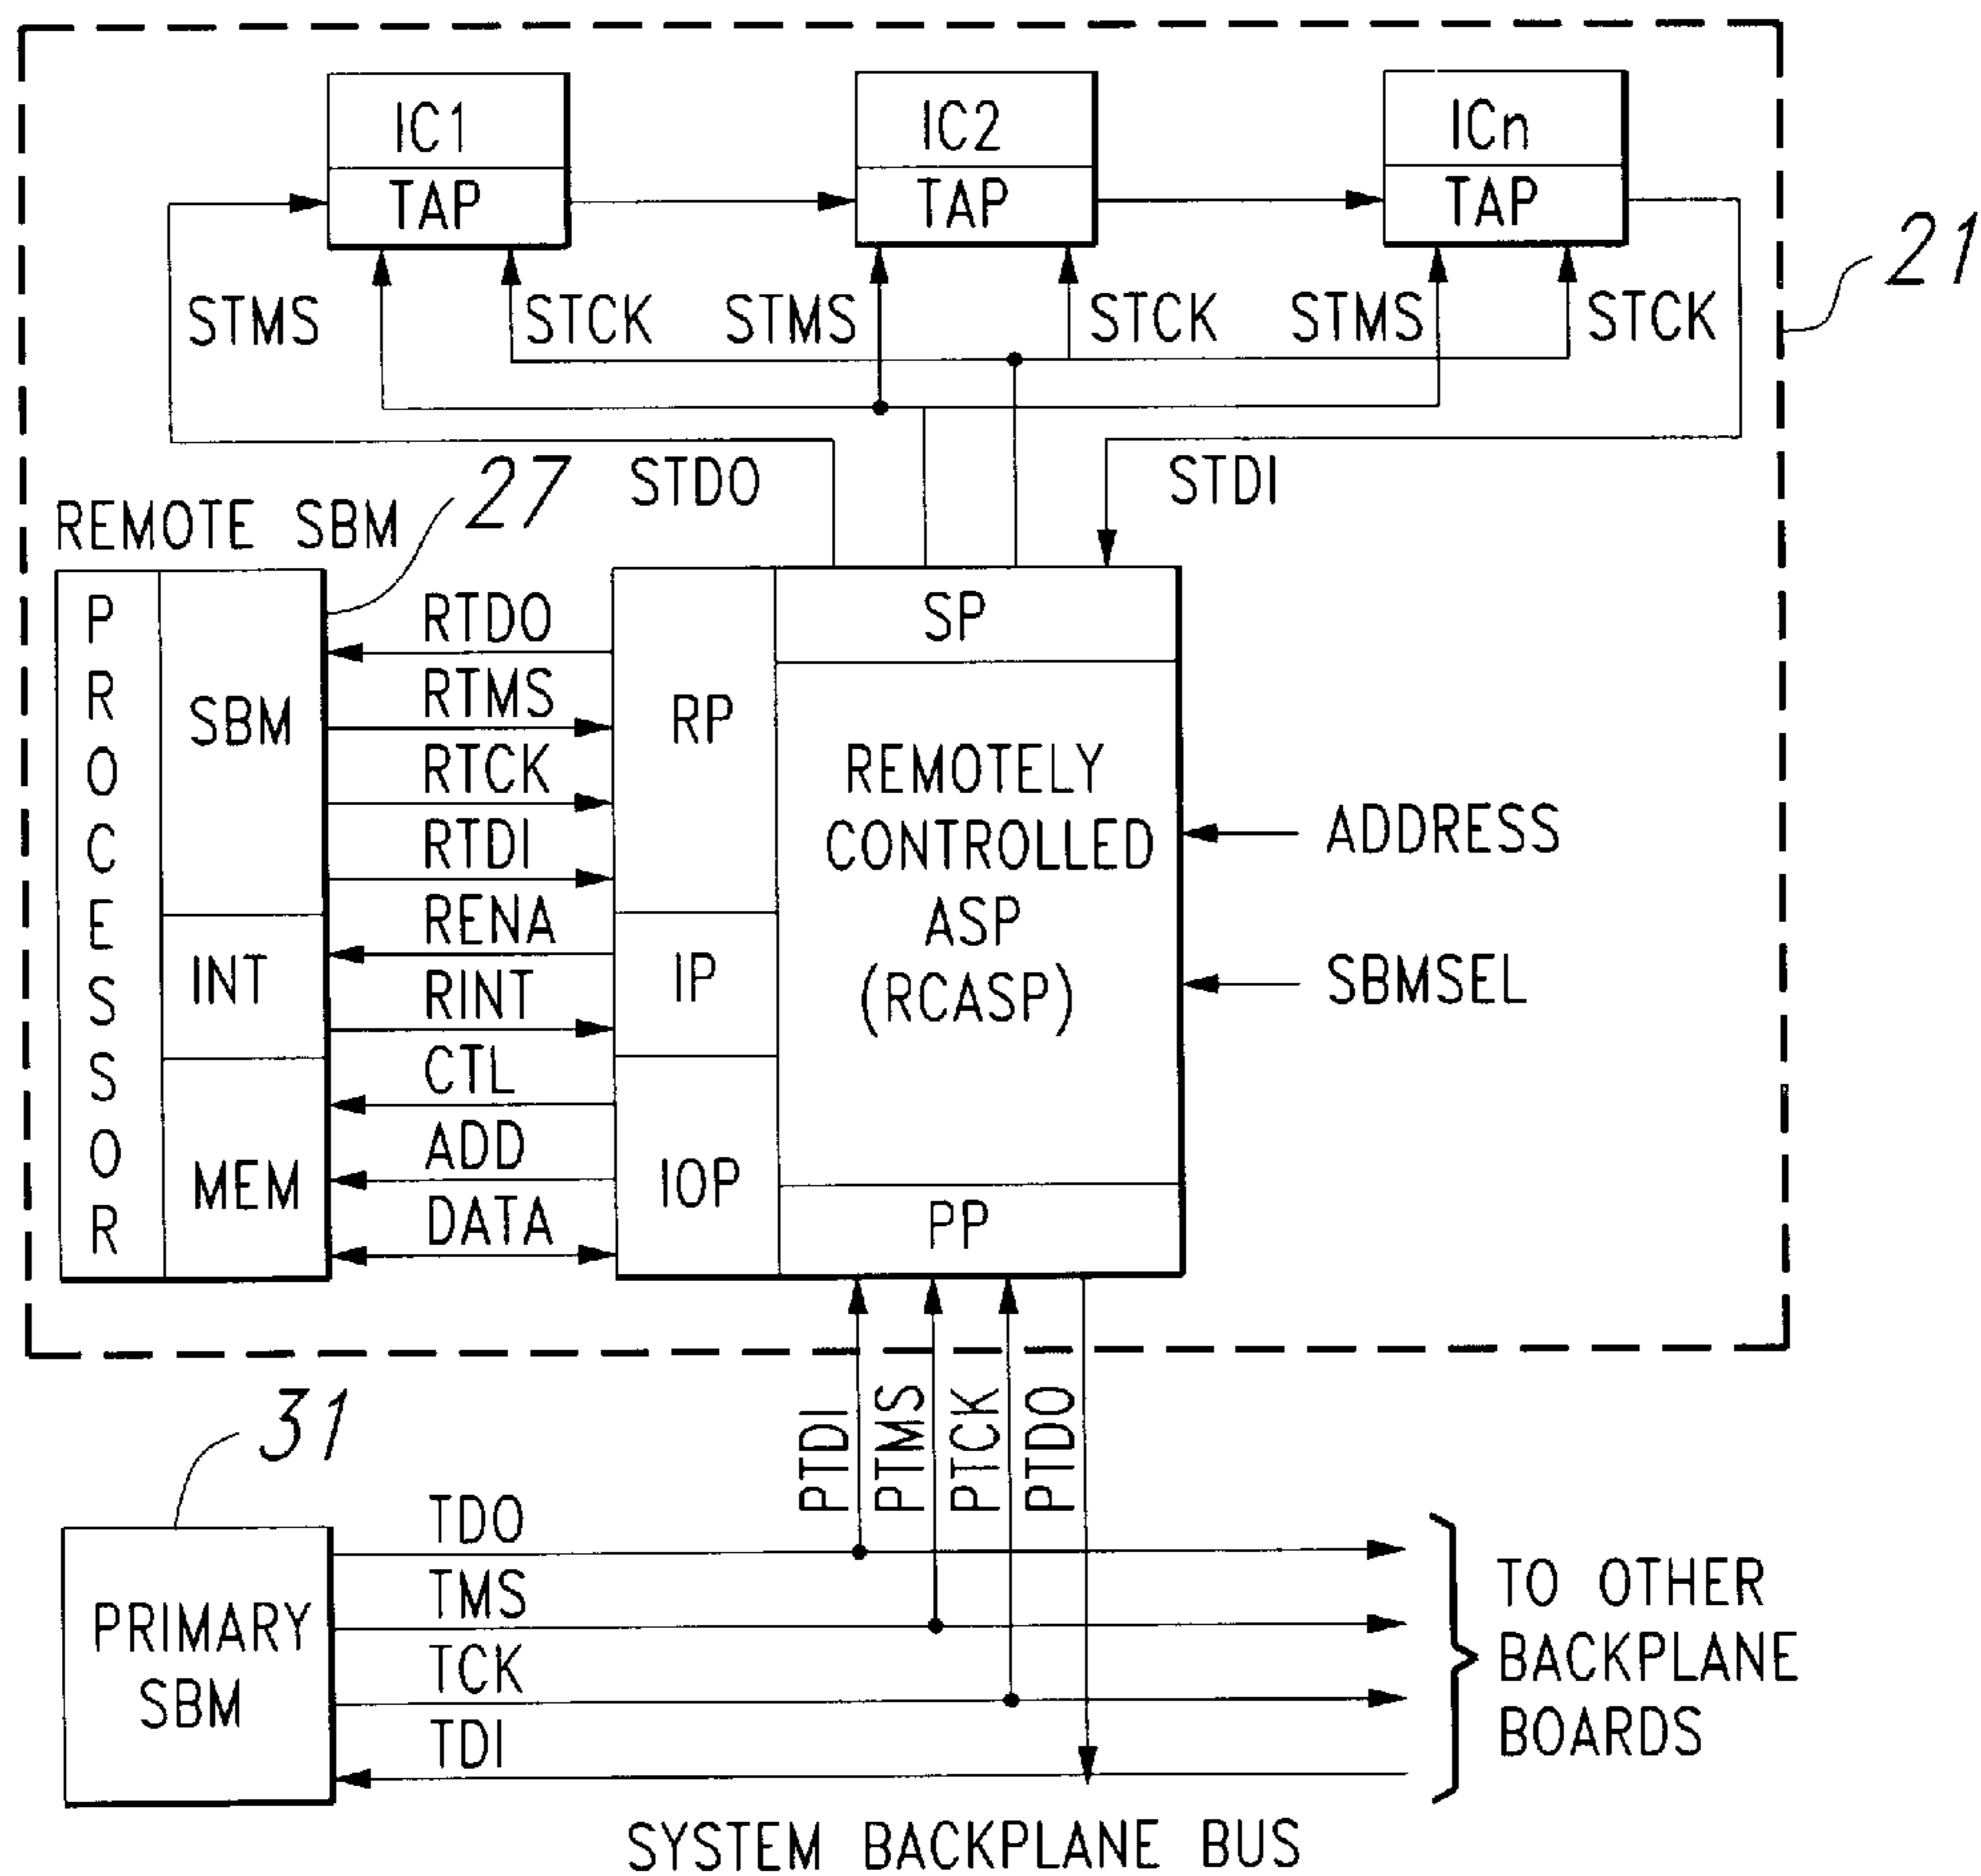 IC1
TAP
IC2
TAP
ICn
TAP
21
STMS
STCK
STMS
STCK
STMS
STCK
STDO
STDI
REMOTE SBM
27
PROCESSOR
SBM
INT
MEM
RTDO
RTMS
RTCK
RTDI
RENA
RINT
CTL
ADD
DATA
RP
IP
IOP
SP
REMOTELY
CONTROLLED
ASP
(RCASP)
PP
ADDRESS
SBMSEL
PTDI
PTMS
PTCK
PTDO
31
PRIMARY
SBM
TDO
TMS
TCK
TDI
TO OTHER
BACKPLANE
BOARDS
SYSTEM BACKPLANE BUS